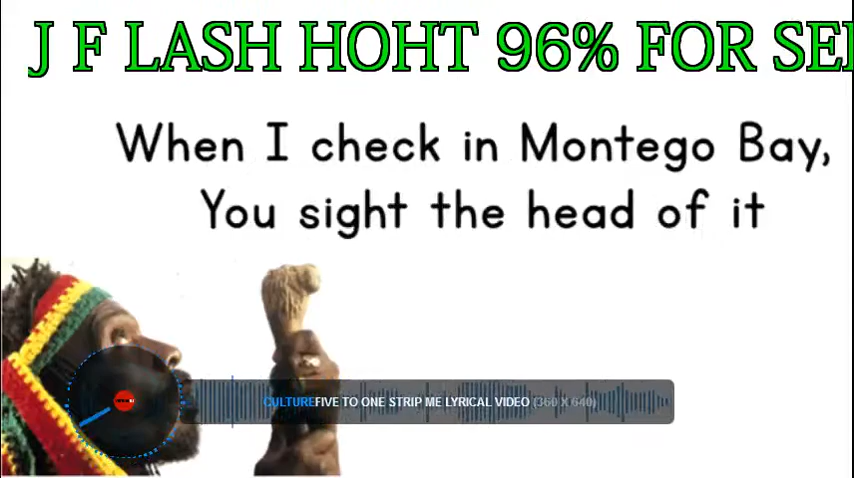 J F LASH HOHT 96% FOR SE
When I check in Montego Bay,
You sight the head of it
CULTUREFIVE TO ONE STRIP ME LYRICAL VIDEO (360 X 640)